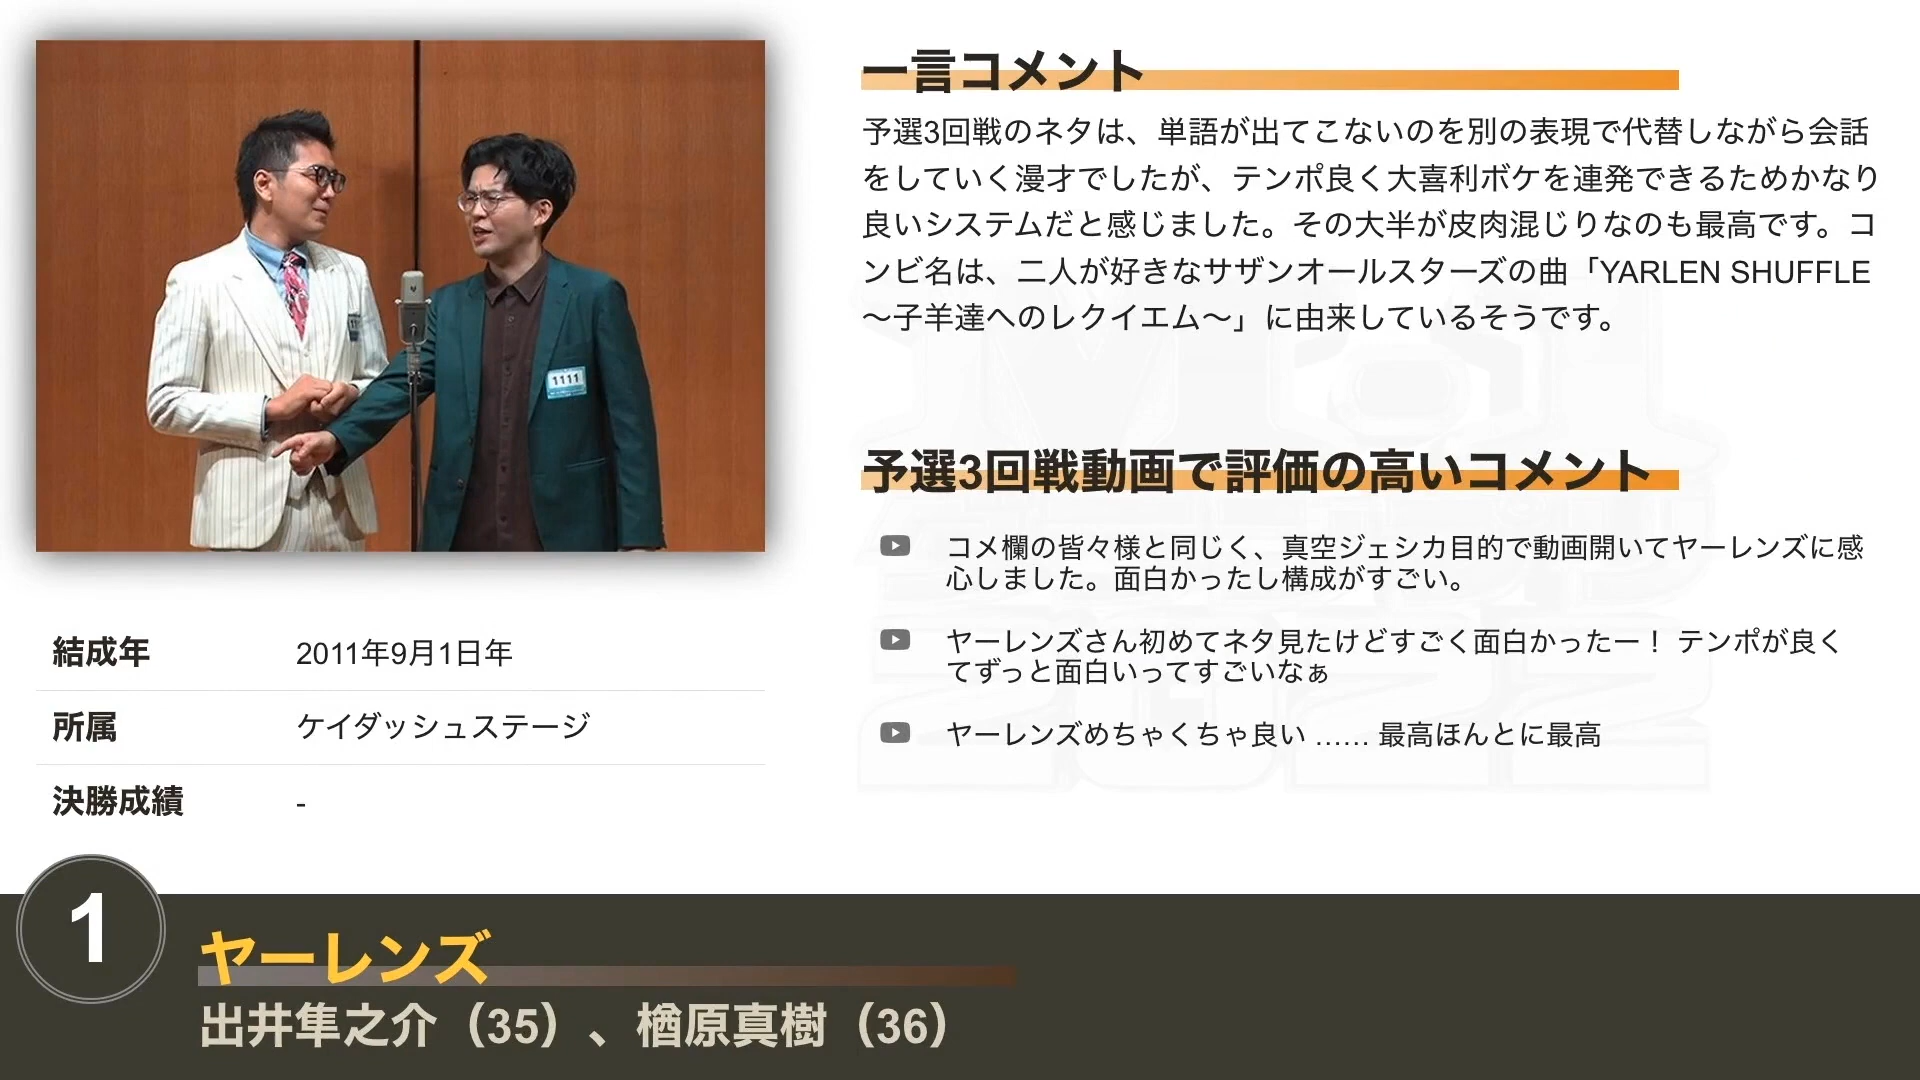 一言コメント
予選3回戦のネタは、単語が出てこないのを別の表現で代替しながら会話
をしていく漫才でしたが、テンポ良く大喜利ボケを連発できるためかなり
良いシステムだと感じました。その大半が皮肉混じりなのも最高です。コ
ンビ名は、二人が好きなサザンオールスターズの曲「YARLEN SHUFFLE
〜子羊達へのレクイエム〜」に由来しているそうです。
1111
予選3回戦動画で評価の高いコメント
コメ欄の皆々様と同じく、真空ジェシカ目的で動画開いてヤーレンズに感
心しました。面白かったし構成がすごい。
ヤーレンズさん初めてネタ見たけどすごく面白かったー！ テンポが良く
てずっと面白いってすごいなぁ
ヤーレンズめちゃくちゃ良い …… 最高ほんとに最高
2022
結成年 2011年9月1日年
所属 ケイダッシュステージ
決勝成績 -
1
ヤーレンズ
出井隼之介（35）、楢原真樹（36）